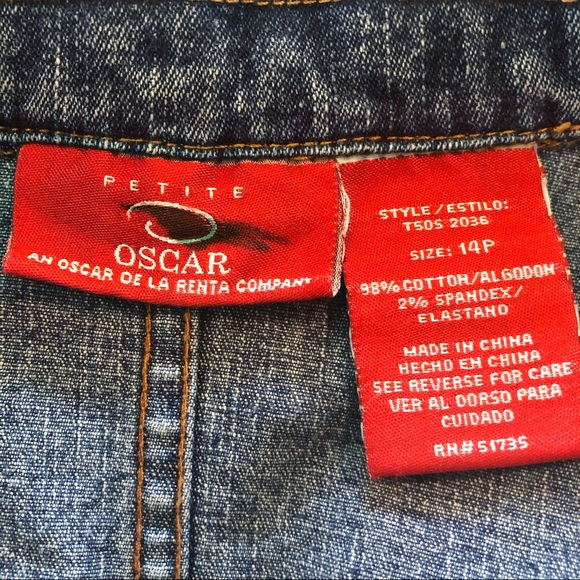 PETITE
OSCAR
AN OSCAR DE LA RENTA COMPANY
STYLE/ESTILO:
T50S 2036
SIZE: 14P
98% COTTON/ALGODON
2% SPANDEX/
ELASTANO
MADE IN CHINA
HECHO EN CHINA
SEE REVERSE FOR CARE
VER AL DORSO PARA
CUIDADO
RN# 51735